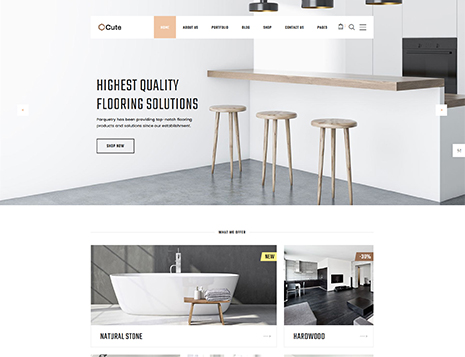 Cute
HOME ABOUT US PORTFOLIO BLOG SHOP CONTACT US PAGES
HIGHEST QUALITY
FLOORING SOLUTIONS
Parquetry has been providing top-notch flooring
products and solutions since our establishment.
SHOP NOW
WHAT WE OFFER
NEW
-30%
NATURAL STONE
HARDWOOD